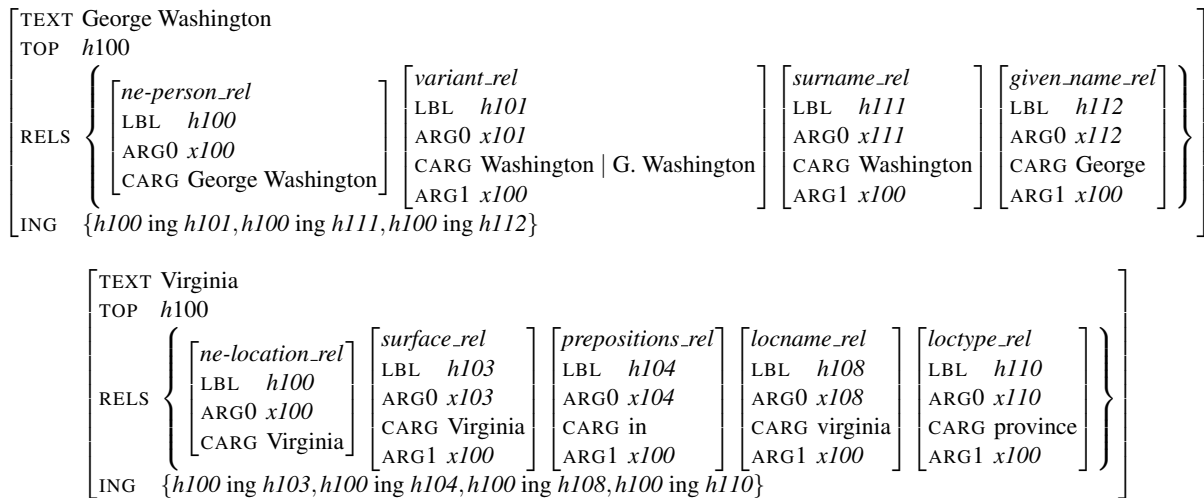 TEXT George Washington
TOP h100
ne-person_rel variant_rel surname_rel given_name_rel
LBL h100 LBL h101 LBL h111 LBL h112
RELS ARG0 x100 ARG0 x101 ARG0 x111 ARG0 x112
CARG George Washington CARG Washington | G. Washington CARG Washington CARG George
ARG1 x100 ARG1 x100 ARG1 x100
ING {h100 ing h101, h100 ing h111, h100 ing h112}
TEXT Virginia
TOP h100
ne-location_rel surface_rel prepositions_rel locname_rel loctype_rel
LBL h100 LBL h103 LBL h104 LBL h108 LBL h110
RELS ARG0 x100 ARG0 x103 ARG0 x104 ARG0 x108 ARG0 x110
CARG Virginia CARG Virginia CARG in CARG virginia CARG province
ARG1 x100 ARG1 x100 ARG1 x100 ARG1 x100
ING {h100 ing h103, h100 ing h104, h100 ing h108, h100 ing h110}